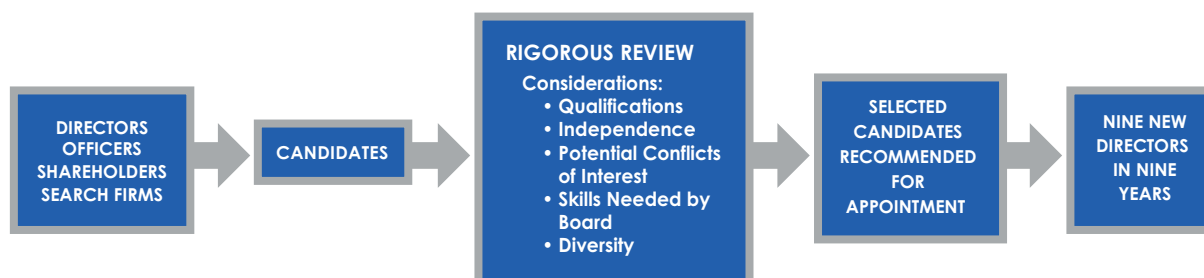 DIRECTORS
OFFICERS
SHAREHOLDERS
SEARCH FIRMS
CANDIDATES
RIGOROUS REVIEW
Considerations:
• Qualifications
• Independence
• Potential Conflicts
of Interest
• Skills Needed by
Board
• Diversity
SELECTED
CANDIDATES
RECOMMENDED
FOR
APPOINTMENT
NINE NEW
DIRECTORS
IN NINE
YEARS